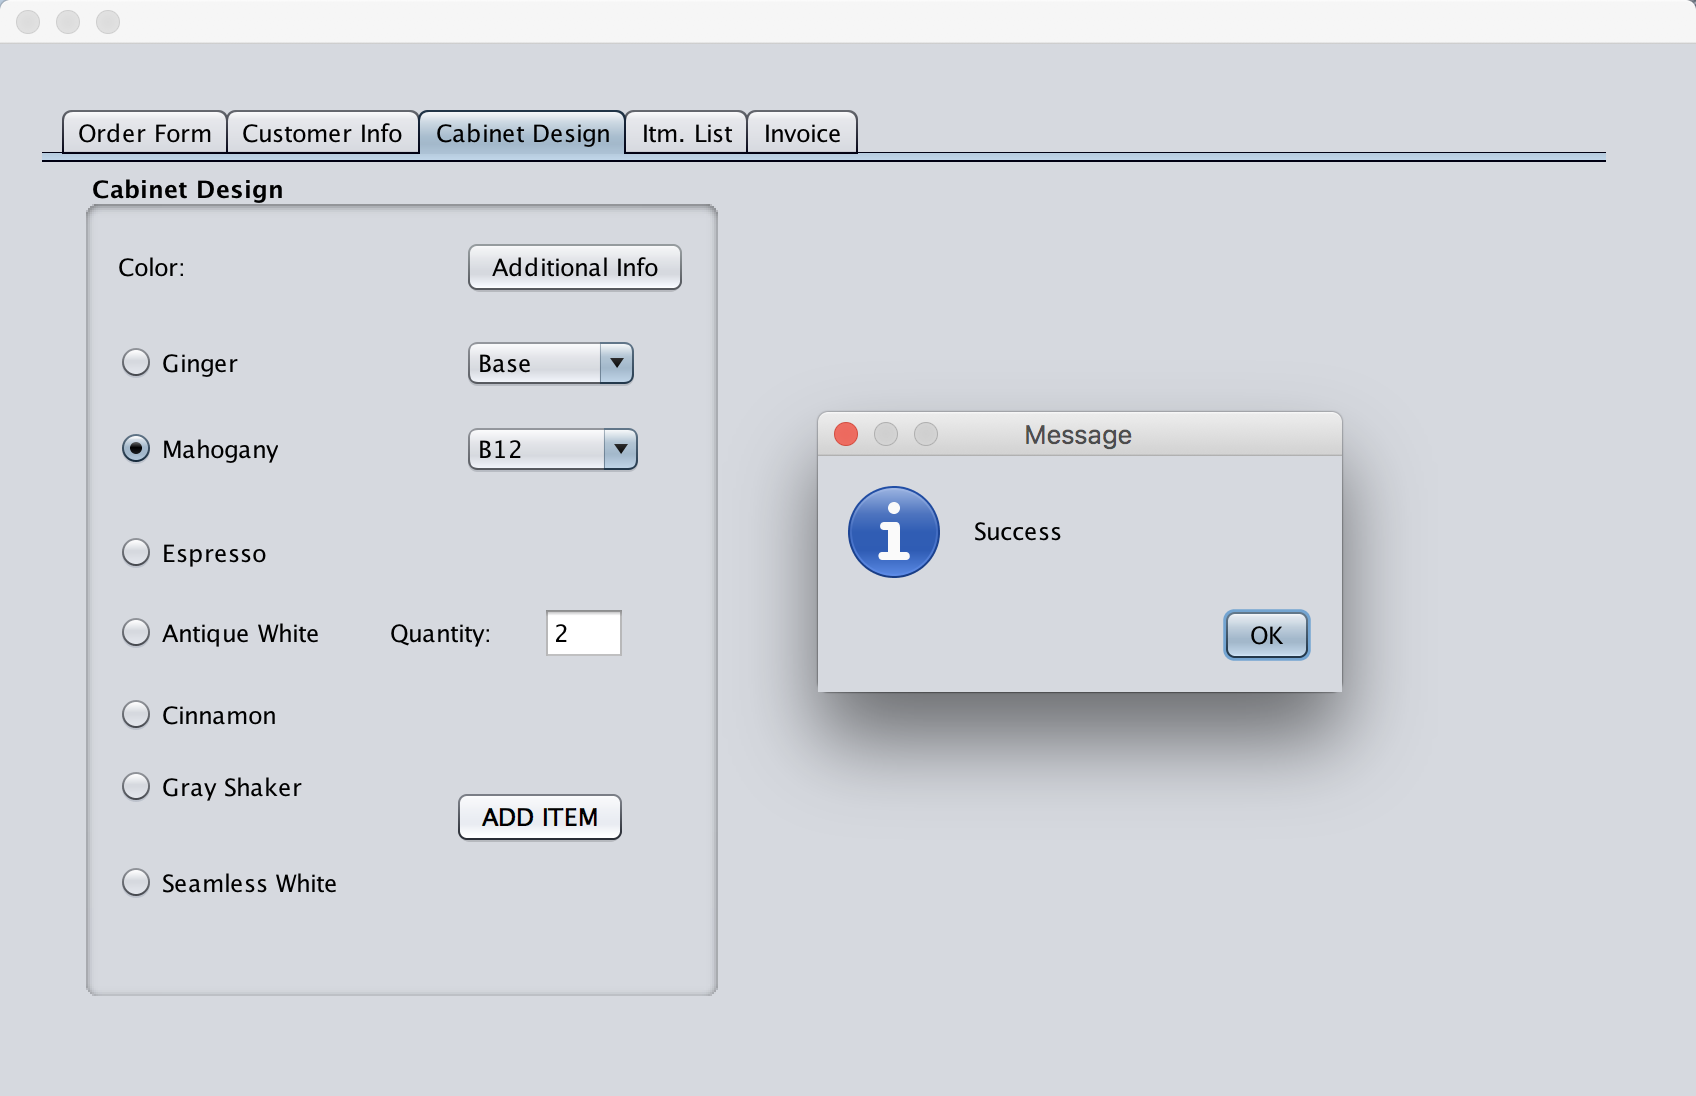 Order Form Customer Info Cabinet Design Itm. List Invoice
Cabinet Design
Color: Additional Info
Ginger Base
Mahogany B12
Espresso
Antique White Quantity: 2
Cinnamon
Gray Shaker
ADD ITEM
Seamless White
Message
Success
OK